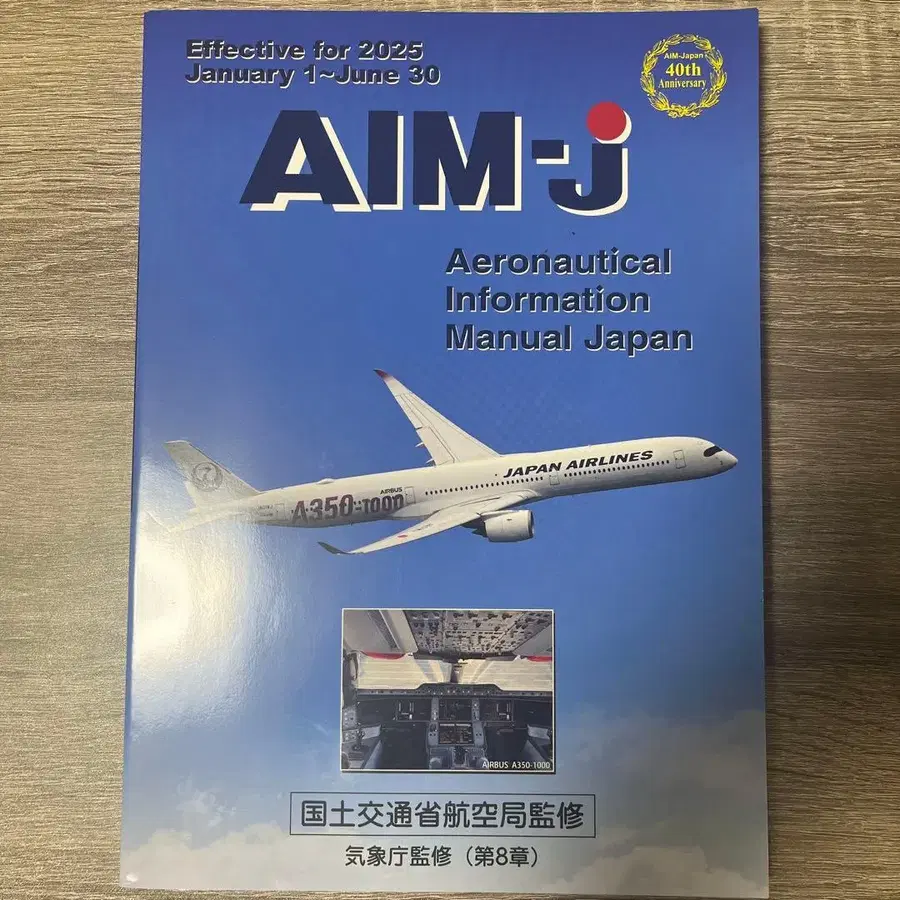 Effective for 2025
January 1~June 30
AIM-Japan
40th
Anniversary
AIM-J
Aeronautical
Information
Manual Japan
JAPAN AIRLINES
AIRBUS
A350-1000
AIRBUS A350-1000
国土交通省航空局監修
気象庁監修（第8章）